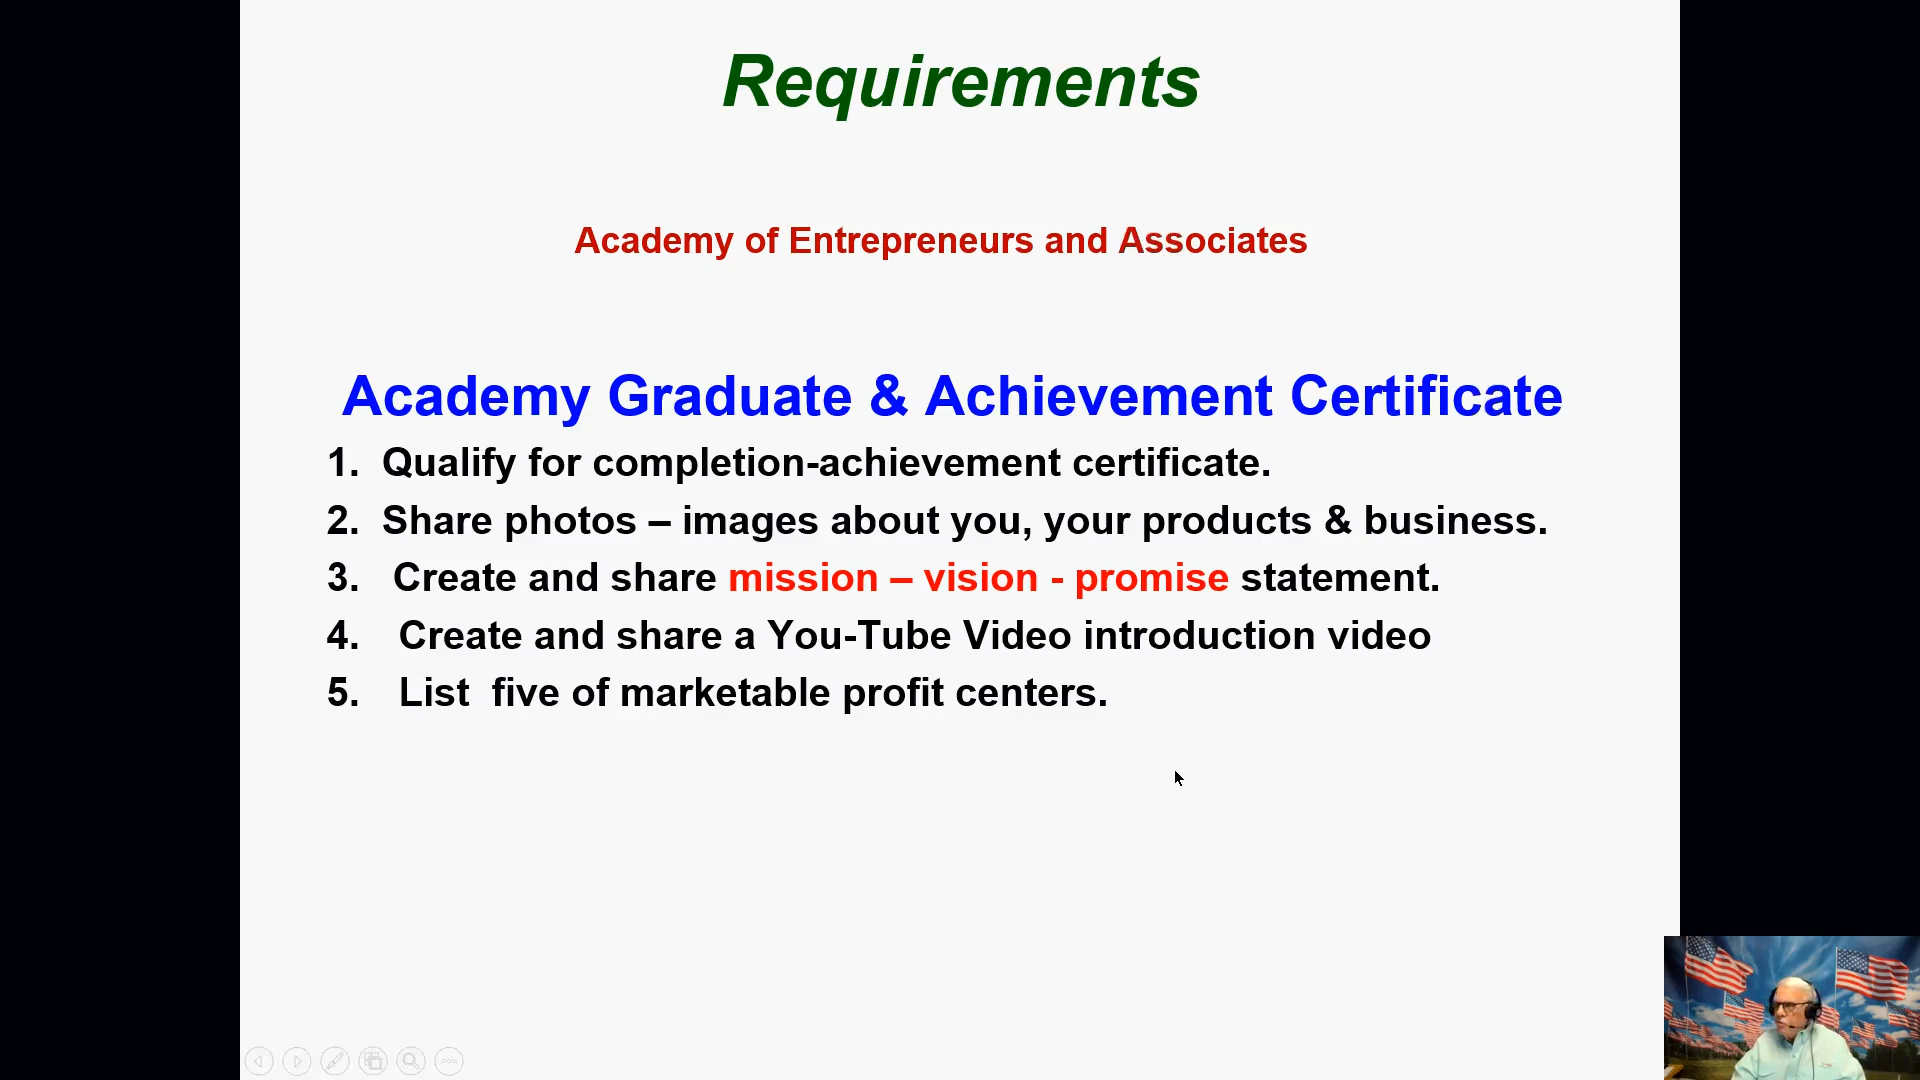 Requirements
Academy of Entrepreneurs and Associates
Academy Graduate & Achievement Certificate
1. Qualify for completion-achievement certificate.
2. Share photos – images about you, your products & business.
3. Create and share mission – vision - promise statement.
4. Create and share a You-Tube Video introduction video
5. List five of marketable profit centers.